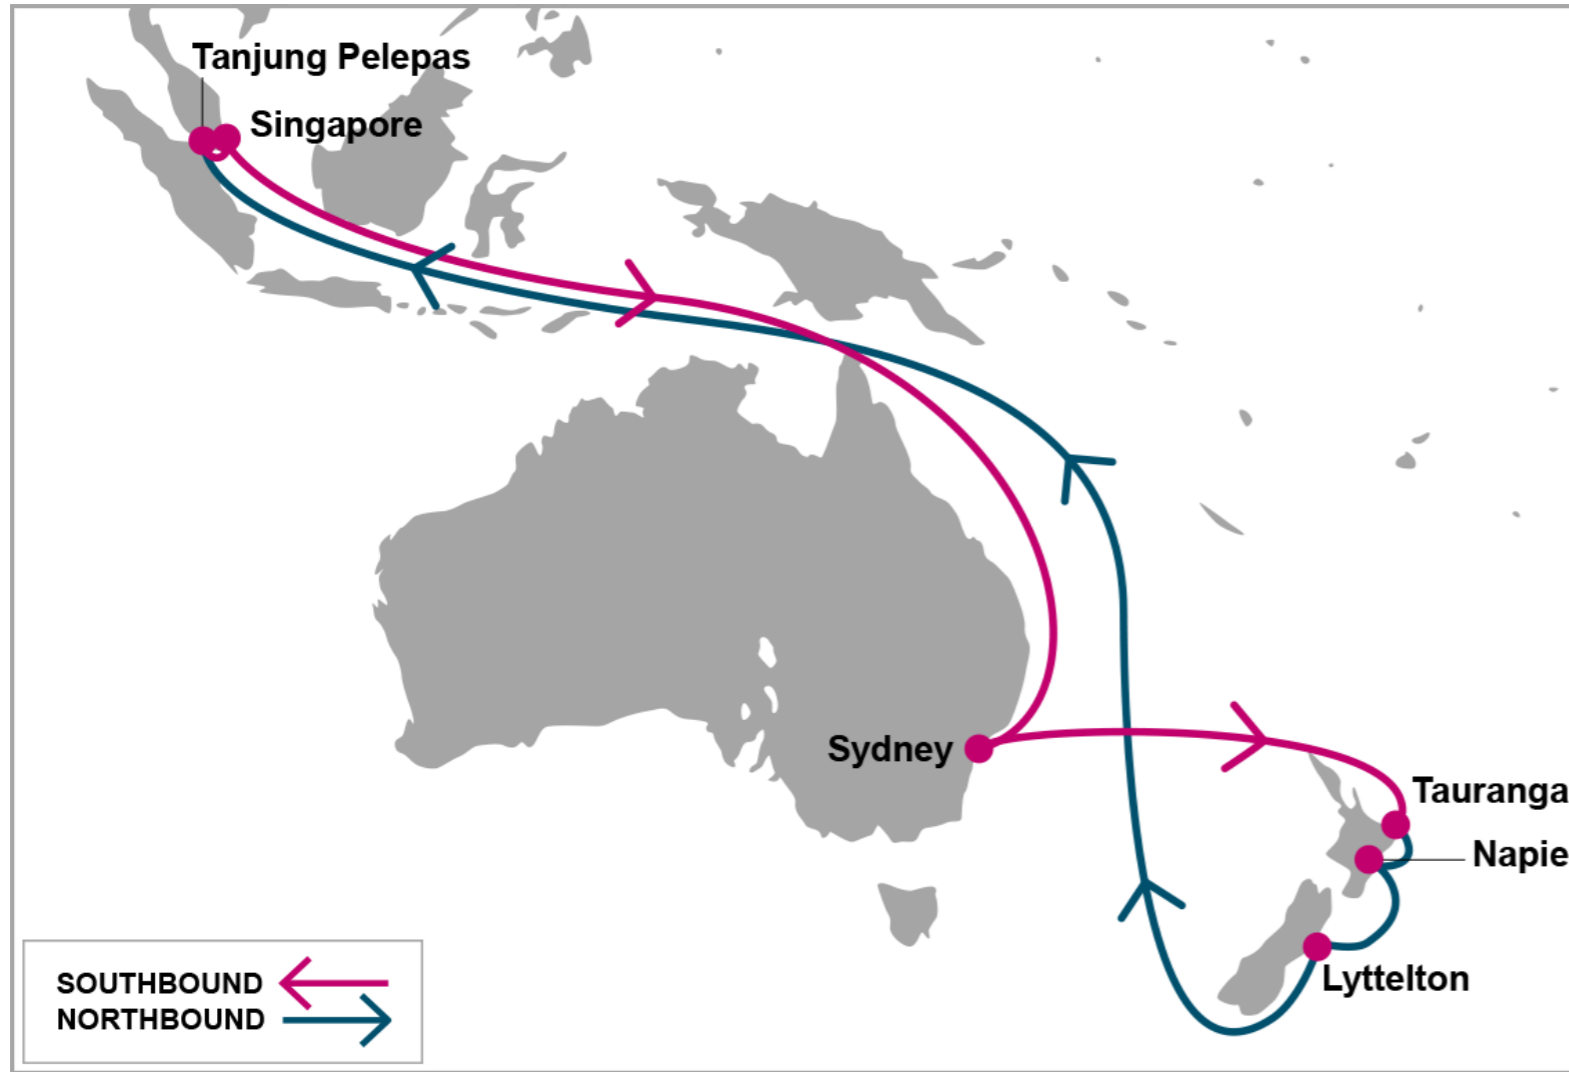 Tanjung Pelepas
Singapore
Sydney
Tauranga
Napie
Lyttelton
SOUTHBOUND
NORTHBOUND